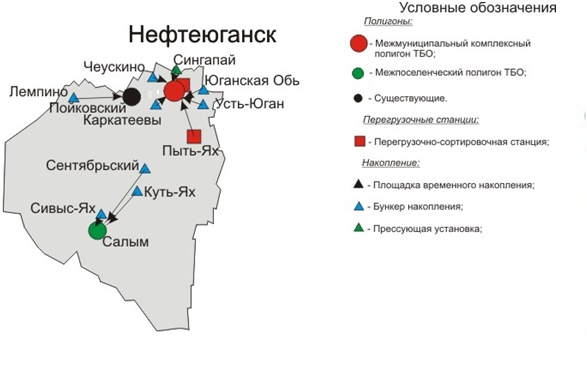 Нефтеюганск
Сингапай
Чеускино
Юганская Обь
Лемпино
Пойковский
Усть-Юган
Каркатеевы
Пыть-Ях
Сентябрьский
Куть-Ях
Сивыс-Ях
Салым
Условные обозначения
Полигоны:
- Межмуниципальный комплексный
полигон ТБО;
- Межпоселенческий полигон ТБО;
- Существующие.
Перегрузочные станции:
- Перегрузочно-сортировочная станция;
Накопление:
- Площадка временного накопления;
- Бункер накопления;
- Прессующая установка;